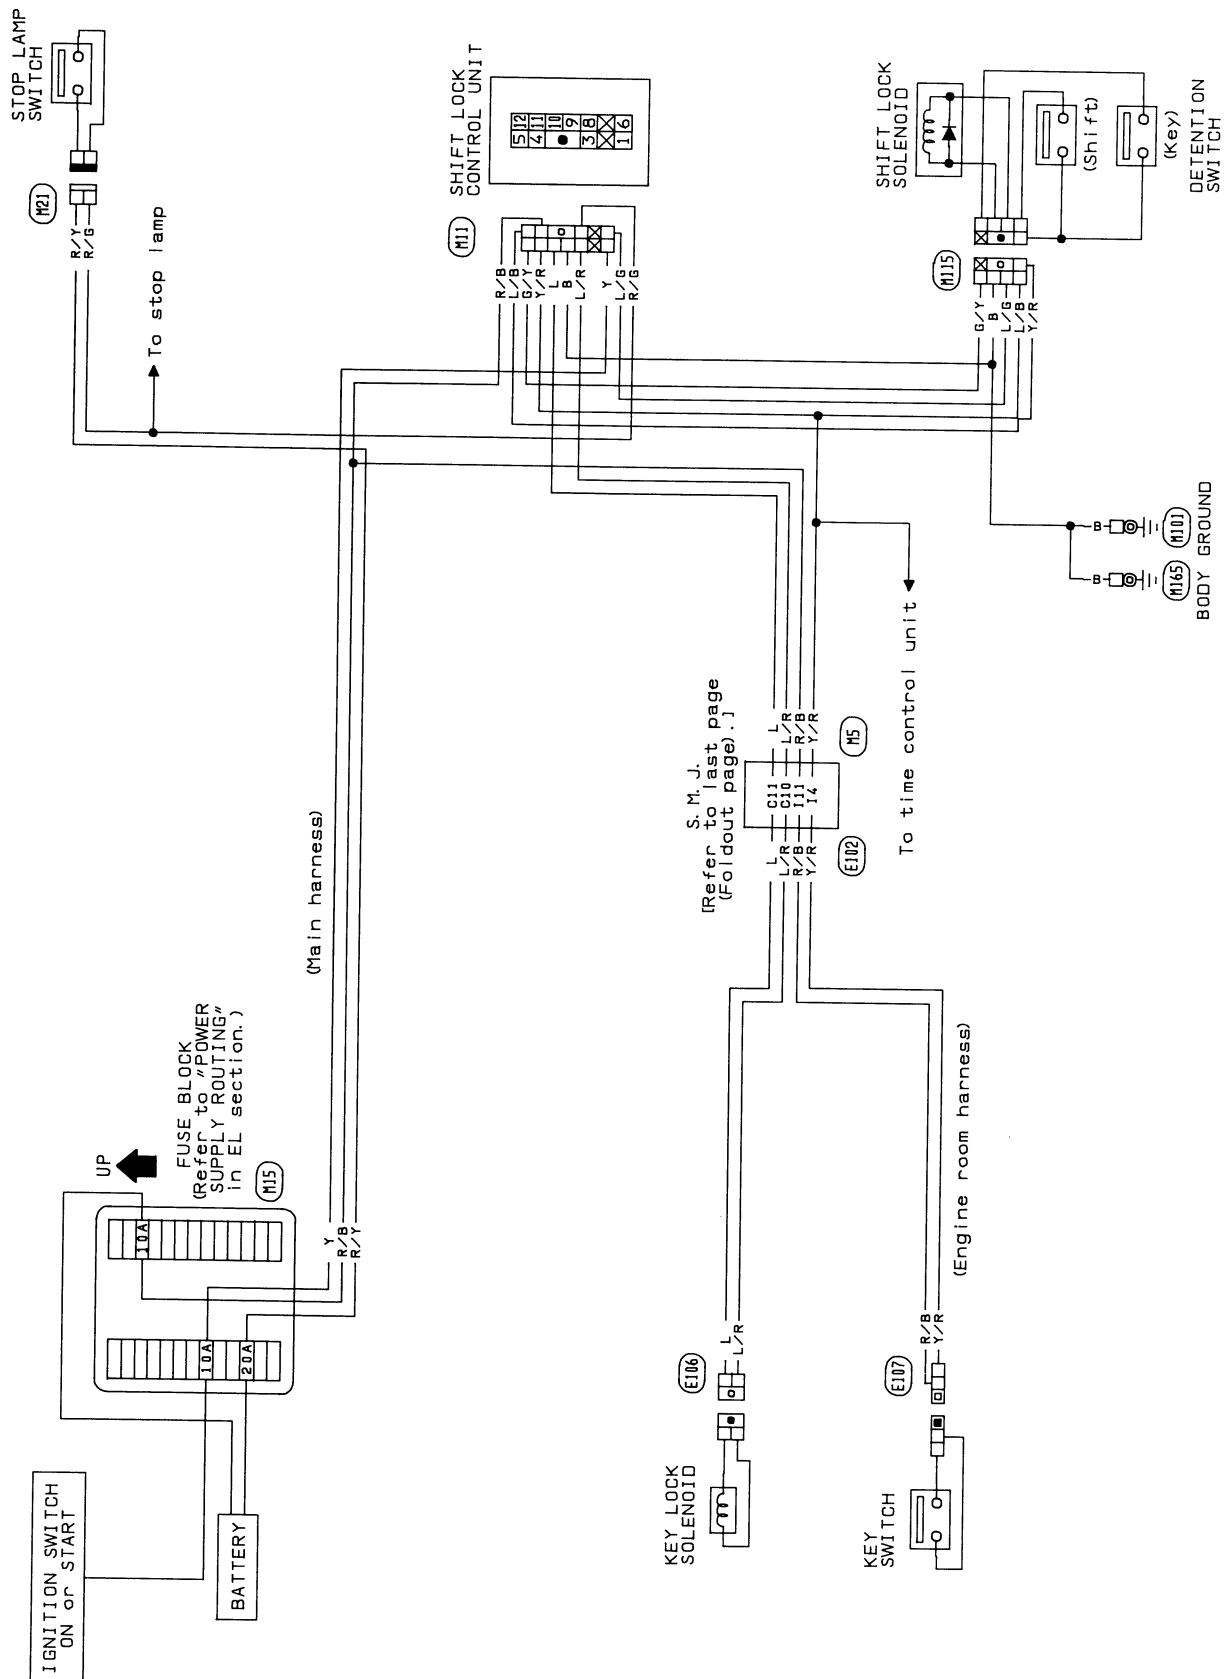 STOP LAMP
SWITCH
M21
R/Y
R/G
To stop lamp
SHIFT LOCK
CONTROL UNIT
5 12
4 11
10
9
3 8
1 6
M11
R/B
L/B
G/Y
Y/R
L
B
L/R
Y
L/G
R/G
SHIFT LOCK
SOLENOID
(Shift)
(Key)
DETENTION
SWITCH
M115
G/Y
B
L/G
L/B
Y/R
B
M101
B
M165
BODY GROUND
To time control unit
S. M. J.
[Refer to last page
(Foldout page).]
L
L/R
R/B
Y/R
M5
C11
C10
I11
I4
L
L/R
R/B
Y/R
E102
(Main harness)
(Engine room harness)
UP
FUSE BLOCK
(Refer to "POWER
SUPPLY ROUTING"
in EL section.)
M15
10A
10A
20A
Y
R/B
R/Y
IGNITION SWITCH
ON or START
BATTERY
E106
L
L/R
KEY LOCK
SOLENOID
E107
R/B
Y/R
KEY
SWITCH